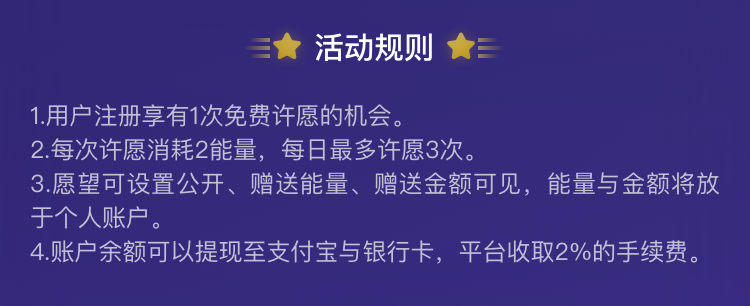 活动规则
1.用户注册享有1次免费许愿的机会。
2.每次许愿消耗2能量，每日最多许愿3次。
3.愿望可设置公开、赠送能量、赠送金额可见，能量与金额将放
于个人账户。
4.账户余额可以提现至支付宝与银行卡，平台收取2%的手续费。